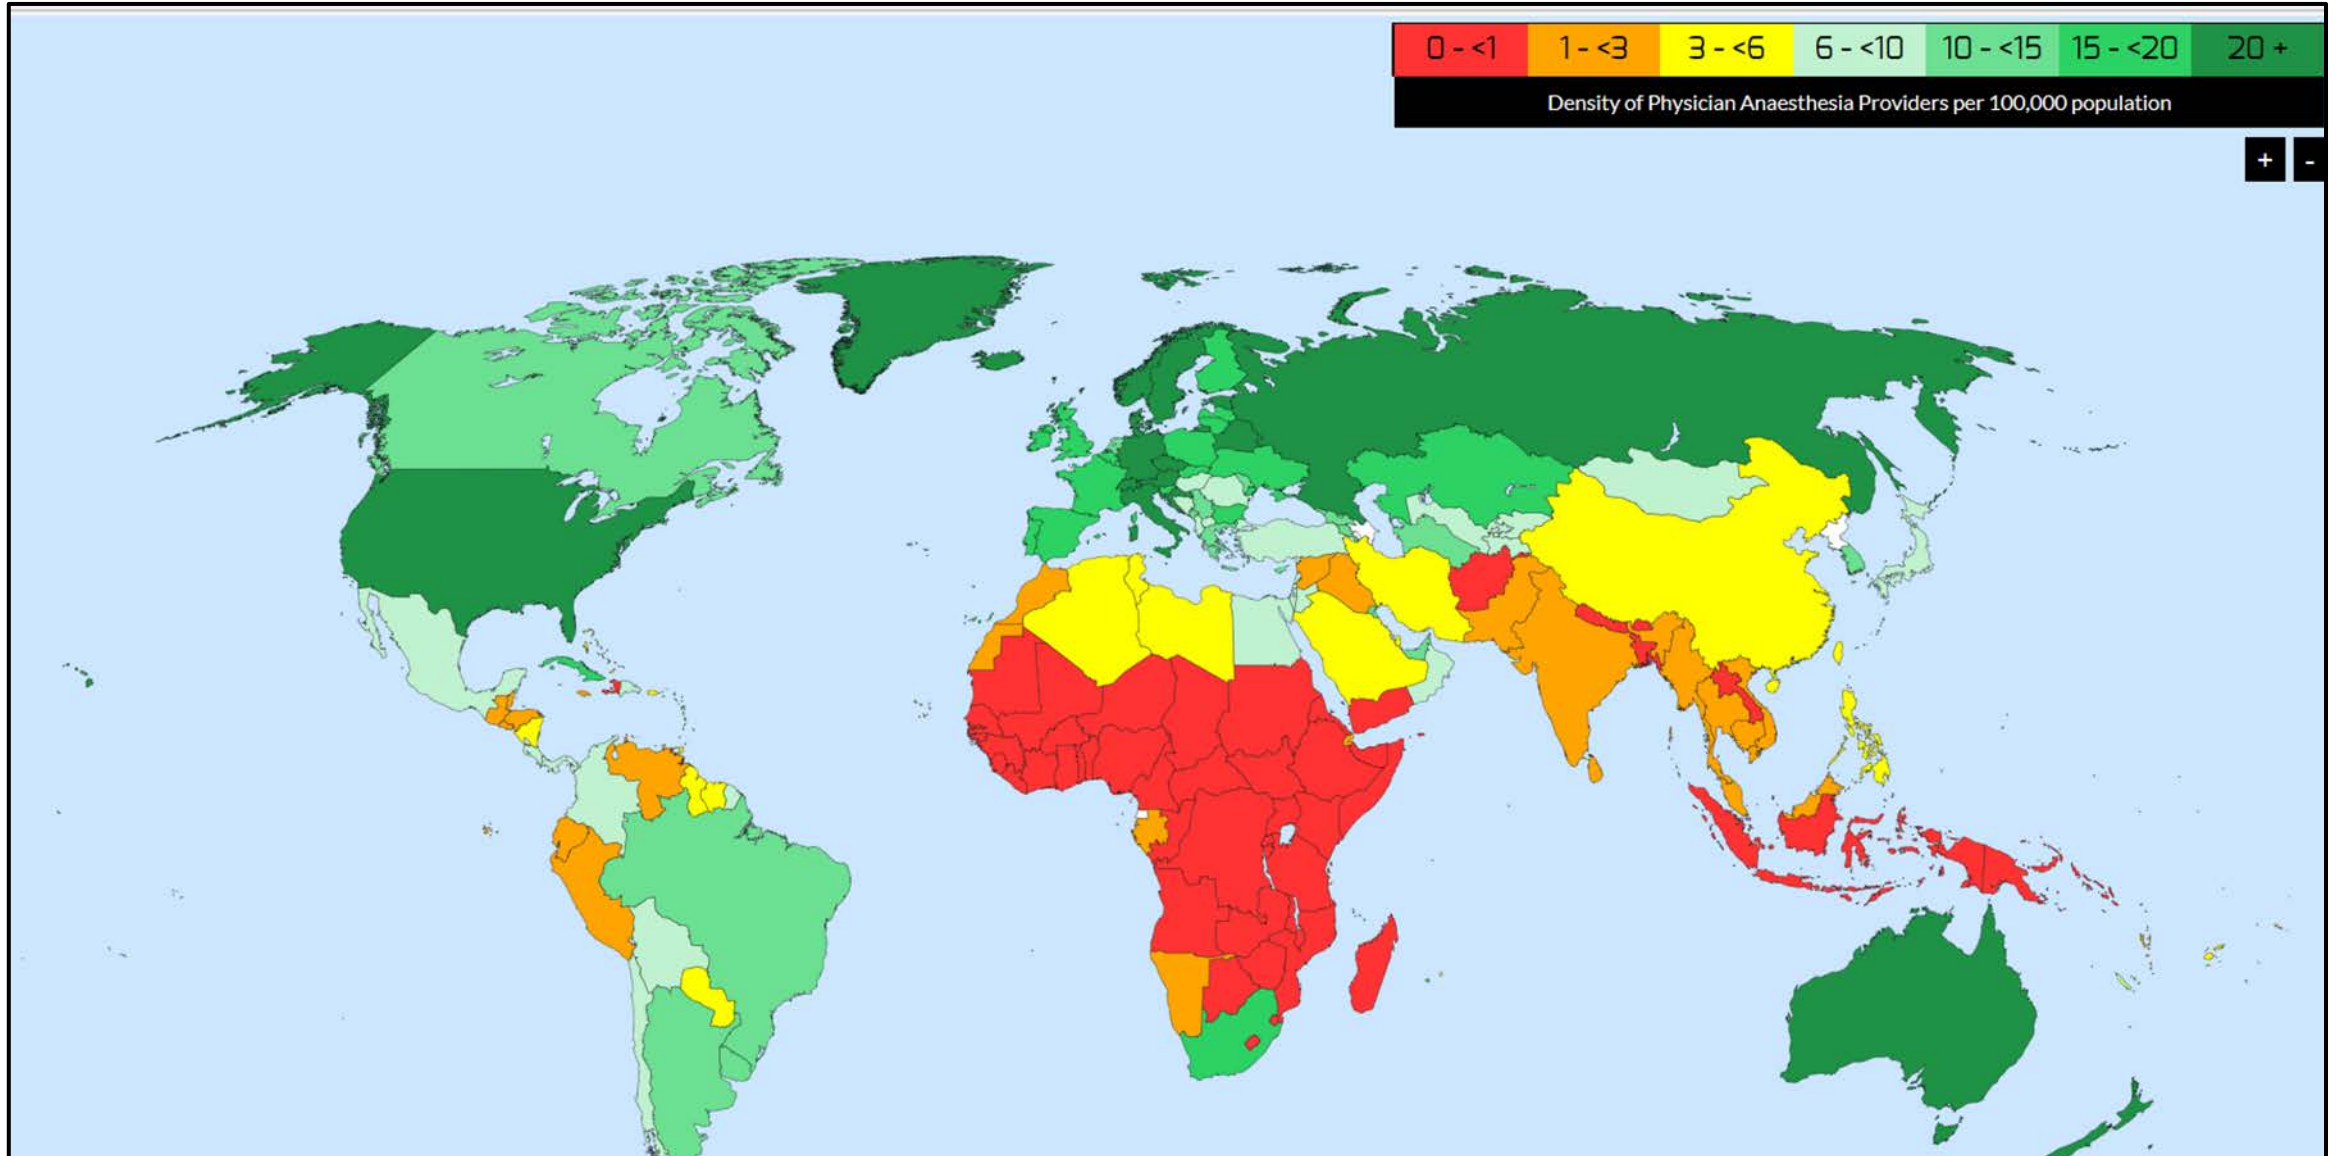 0 - <1 1 - <3 3 - <6 6 - <10 10 - <15 15 - <20 20 +
Density of Physician Anaesthesia Providers per 100,000 population
+ -